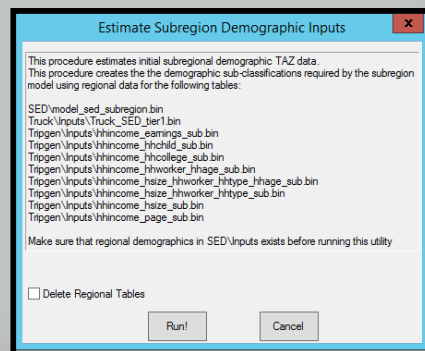 Estimate Subregion Demographic Inputs
x
This procedure estimates initial subregional demographic TAZ data.
This procedure creates the the demographic sub-classifications required by the subregion
model using regional data for the following tables:
SED\model_sed_subregion.bin
Truck\Inputs\Truck_SED_tier1.bin
Tripgen\Inputs\hhincome_earnings_sub.bin
Tripgen\Inputs\hhincome_hhchild_sub.bin
Tripgen\Inputs\hhincome_hhcollege_sub.bin
Tripgen\Inputs\hhincome_hhworker_hhage_sub.bin
Tripgen\Inputs\hhincome_hsize_hhworker_hhtype_hhage_sub.bin
Tripgen\Inputs\hhincome_hsize_hhworker_hhtype_sub.bin
Tripgen\Inputs\hhincome_hsize_sub.bin
Tripgen\Inputs\hhincome_page_sub.bin
Make sure that regional demographics in SED\Inputs exists before running this utility
Delete Regional Tables
Run!
Cancel